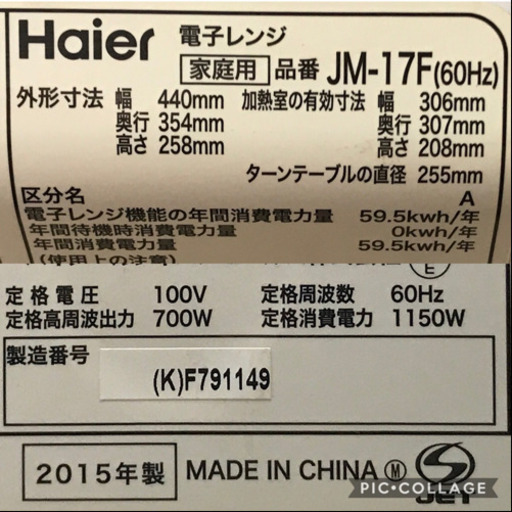 Haier 電子レンジ
家庭用 品番 JM-17F(60Hz)
外形寸法 幅 440mm 加熱室の有効寸法 幅 306mm
奥行 354mm 奥行 307mm
高さ 258mm 高さ 208mm
ターンテーブルの直径 255mm
区分名 A
電子レンジ機能の年間消費電力量 59.5kwh/年
年間待機時消費電力量 0kwh/年
年間消費電力量 59.5kwh/年
(使用上の注意)
E
定格電圧 100V 定格周波数 60Hz
定格高周波出力 700W 定格消費電力 1150W
製造番号
(K)F791149
2015年製 MADE IN CHINA M
JET
PIC•COLLAGE